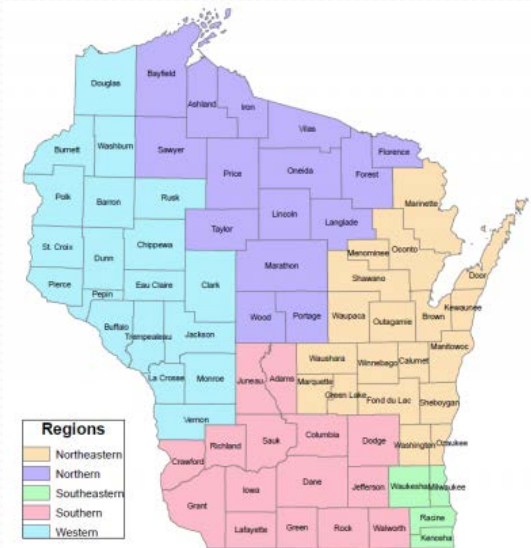 Bayfield
Douglas
Ashland
Iron
Vilas
Burnett
Washburn
Sawyer
Florence
Price
Oneida
Forest
Polk
Barron
Rusk
Marinette
Lincoln
Langlade
Taylor
Oconto
St. Croix
Dunn
Chippewa
Menominee
Marathon
Shawano
Door
Pierce
Pepin
Eau Claire
Clark
Kewaunee
Buffalo
Trempealeau
Jackson
Wood
Portage
Waupaca
Outagamie
Brown
Manitowoc
Waushara
Winnebago
Calumet
La Crosse
Monroe
Juneau
Adams
Marquette
Green Lake
Fond du Lac
Sheboygan
Vernon
Richland
Sauk
Columbia
Dodge
Washington
Ozaukee
Crawford
Grant
Iowa
Dane
Jefferson
Waukesha
Milwaukee
Lafayette
Green
Rock
Walworth
Racine
Kenosha
Regions
Northeastern
Northern
Southeastern
Southern
Western